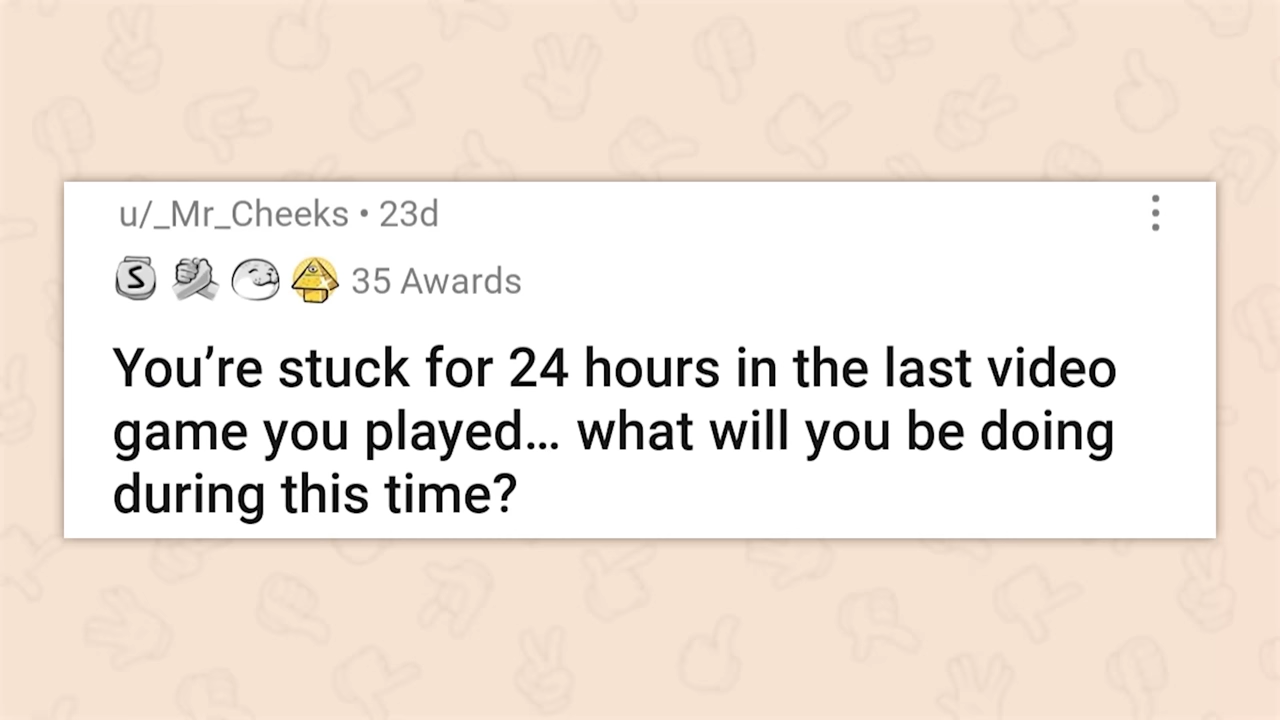 u/_Mr_Cheeks • 23d
S 35 Awards
You’re stuck for 24 hours in the last video
game you played… what will you be doing
during this time?